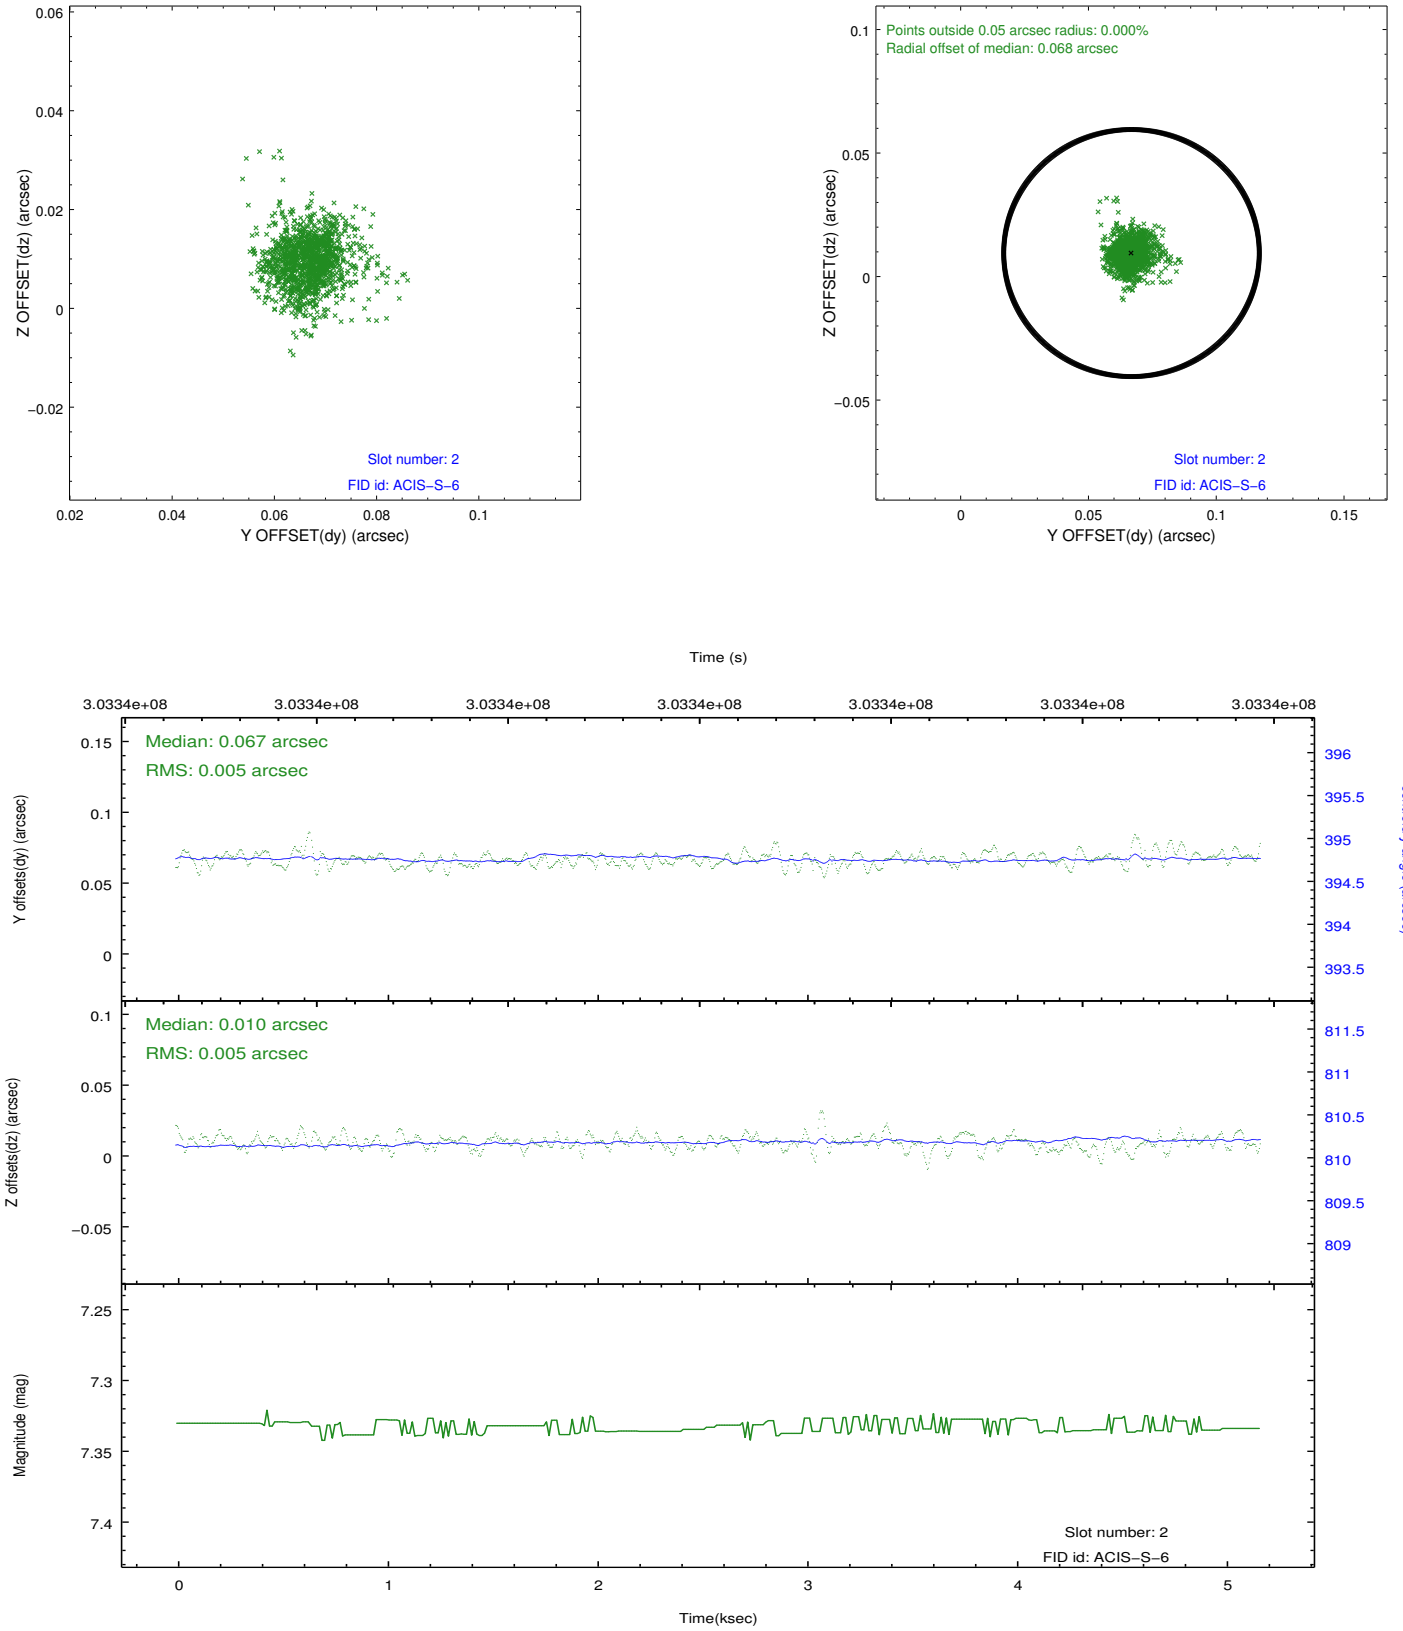 0.06
0.04
0.02
0
−0.02
Z OFFSET(dz) (arcsec)
Slot number: 2
FID id: ACIS−S−6
0.02 0.04 0.06 0.08 0.1
Y OFFSET(dy) (arcsec)
Points outside 0.05 arcsec radius: 0.000%
Radial offset of median: 0.068 arcsec
0.1
0.05
0
−0.05
Z OFFSET(dz) (arcsec)
Slot number: 2
FID id: ACIS−S−6
0 0.05 0.1 0.15
Y OFFSET(dy) (arcsec)
Time (s)
3.0334e+08 3.0334e+08 3.0334e+08 3.0334e+08 3.0334e+08 3.0334e+08 3.0334e+08
Median: 0.067 arcsec
RMS: 0.005 arcsec
0.15
0.1
0.05
0
Y offsets(dy) (arcsec)
396
395.5
395
394.5
394
393.5
Median: 0.010 arcsec
RMS: 0.005 arcsec
0.1
0.05
0
−0.05
Z offsets(dz) (arcsec)
811.5
811
810.5
810
809.5
809
7.25
7.3
7.35
7.4
Magnitude (mag)
Slot number: 2
FID id: ACIS−S−6
0 1 2 3 4 5
Time(ksec)